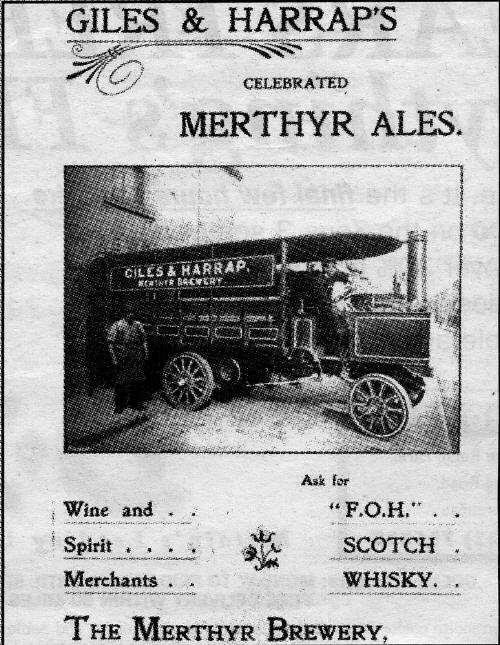 GILES & HARRAP'S
CELEBRATED
MERTHYR ALES.
GILES & HARRAP.
MERTHYR BREWERY
Ask for
Wine and . . "F.O.H." . .
Spirit . . . . SCOTCH .
Merchants WHISKY.
THE MERTHYR BREWERY,